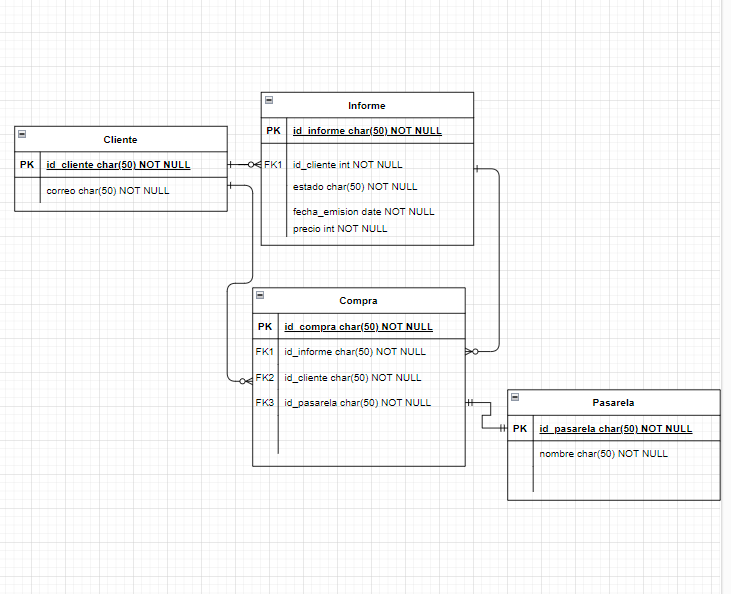 Cliente
PK id_cliente char(50) NOT NULL
correo char(50) NOT NULL
Informe
PK id_informe char(50) NOT NULL
FK1 id_cliente int NOT NULL
estado char(50) NOT NULL
fecha_emision date NOT NULL
precio int NOT NULL
Compra
PK id_compra char(50) NOT NULL
FK1 id_informe char(50) NOT NULL
FK2 id_cliente char(50) NOT NULL
FK3 id_pasarela char(50) NOT NULL
Pasarela
PK id_pasarela char(50) NOT NULL
nombre char(50) NOT NULL